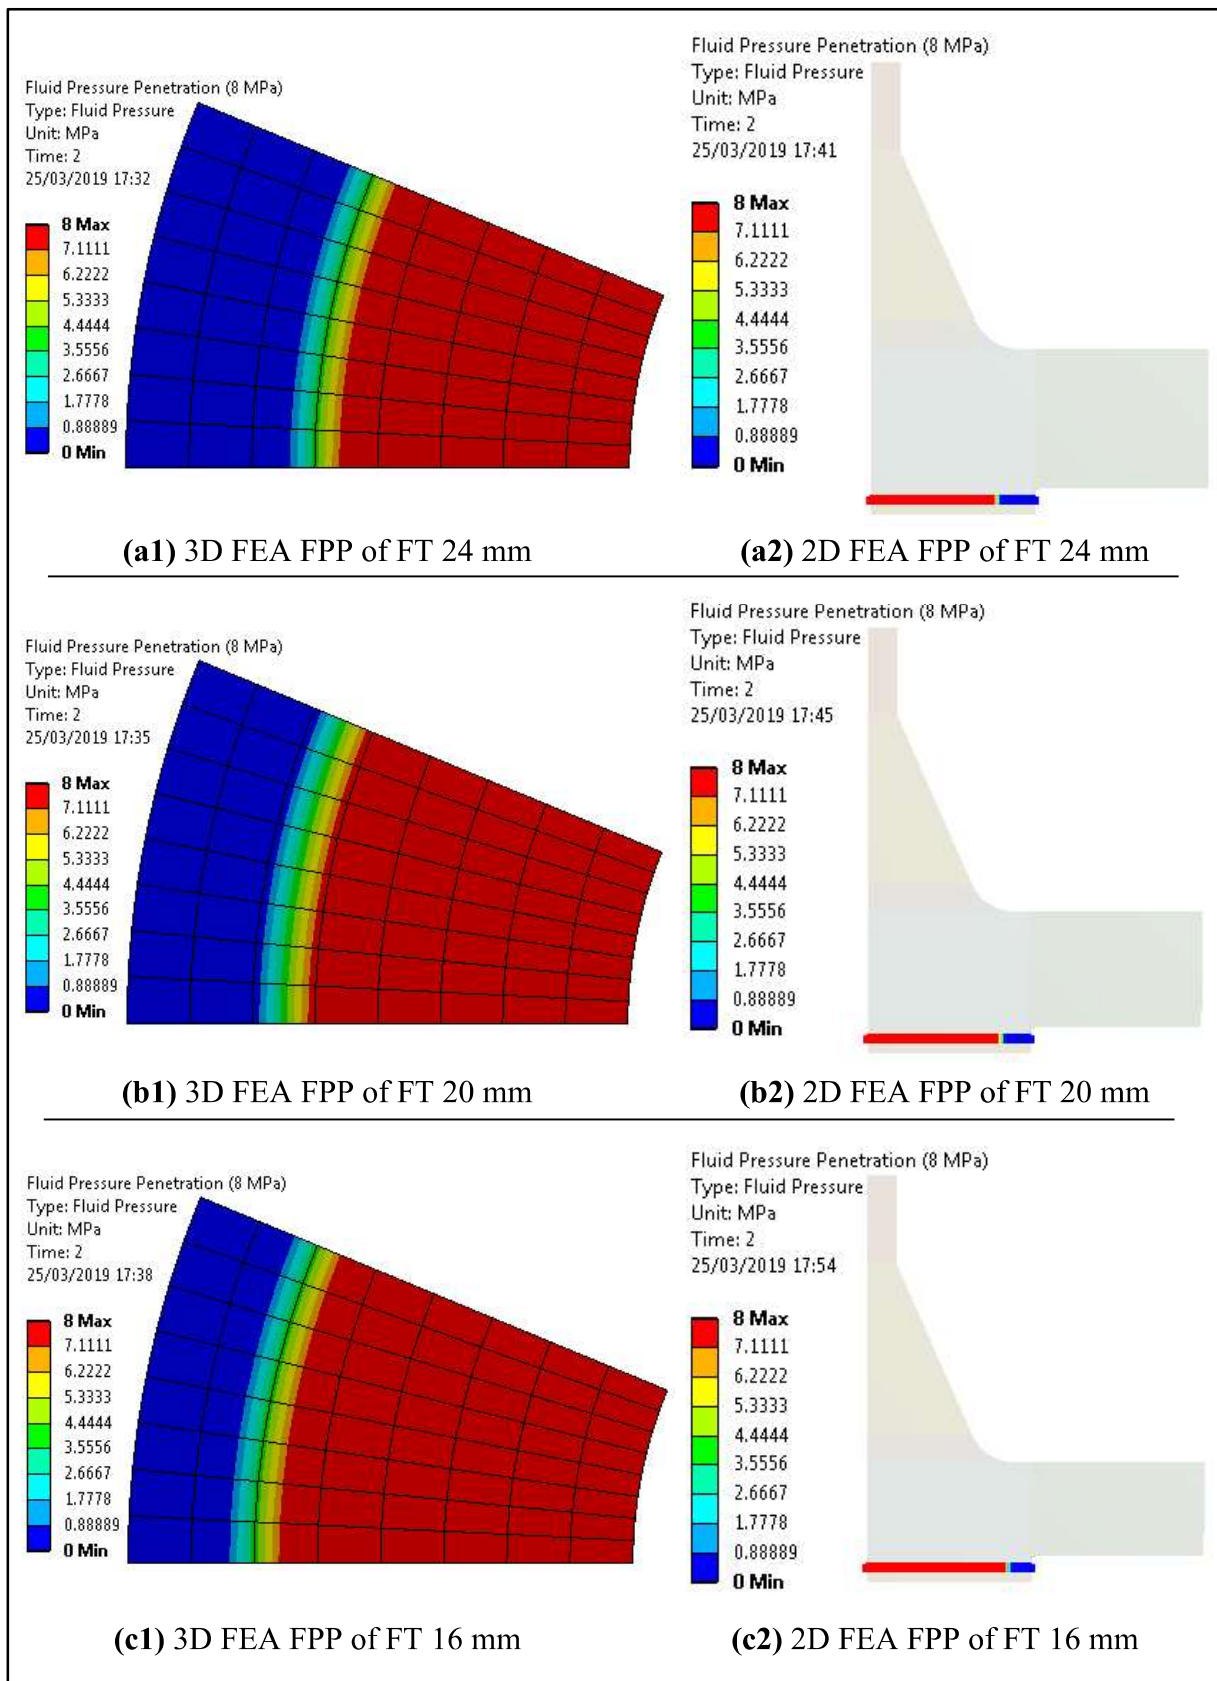 Fluid Pressure Penetration (8 MPa)
Type: Fluid Pressure
Unit: MPa
Time: 2
25/03/2019 17:32
8 Max
7.1111
6.2222
5.3333
4.4444
3.5556
2.6667
1.7778
0.88889
0 Min
(a1) 3D FEA FPP of FT 24 mm
Fluid Pressure Penetration (8 MPa)
Type: Fluid Pressure
Unit: MPa
Time: 2
25/03/2019 17:41
8 Max
7.1111
6.2222
5.3333
4.4444
3.5556
2.6667
1.7778
0.88889
0 Min
(a2) 2D FEA FPP of FT 24 mm
Fluid Pressure Penetration (8 MPa)
Type: Fluid Pressure
Unit: MPa
Time: 2
25/03/2019 17:35
8 Max
7.1111
6.2222
5.3333
4.4444
3.5556
2.6667
1.7778
0.88889
0 Min
(b1) 3D FEA FPP of FT 20 mm
Fluid Pressure Penetration (8 MPa)
Type: Fluid Pressure
Unit: MPa
Time: 2
25/03/2019 17:45
8 Max
7.1111
6.2222
5.3333
4.4444
3.5556
2.6667
1.7778
0.88889
0 Min
(b2) 2D FEA FPP of FT 20 mm
Fluid Pressure Penetration (8 MPa)
Type: Fluid Pressure
Unit: MPa
Time: 2
25/03/2019 17:38
8 Max
7.1111
6.2222
5.3333
4.4444
3.5556
2.6667
1.7778
0.88889
0 Min
(c1) 3D FEA FPP of FT 16 mm
Fluid Pressure Penetration (8 MPa)
Type: Fluid Pressure
Unit: MPa
Time: 2
25/03/2019 17:54
8 Max
7.1111
6.2222
5.3333
4.4444
3.5556
2.6667
1.7778
0.88889
0 Min
(c2) 2D FEA FPP of FT 16 mm